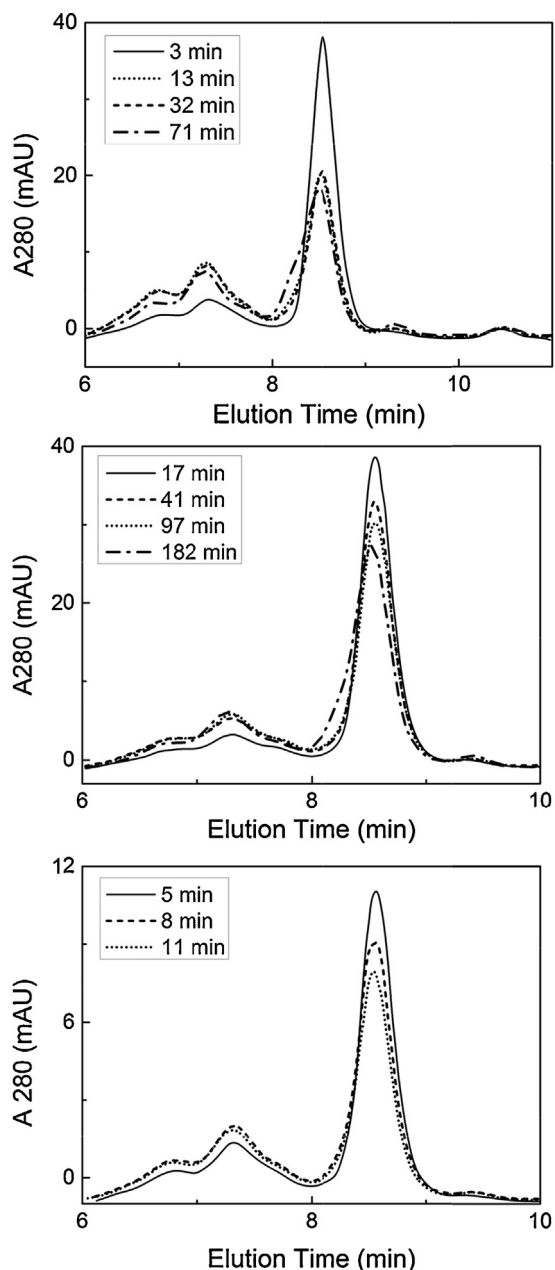 40
20
0
A280 (mAU)
3 min
13 min
32 min
71 min
6
8
10
Elution Time (min)
40
20
0
A280 (mAU)
17 min
41 min
97 min
182 min
6
8
10
Elution Time (min)
12
6
0
A 280 (mAU)
5 min
8 min
11 min
6
8
10
Elution Time (min)